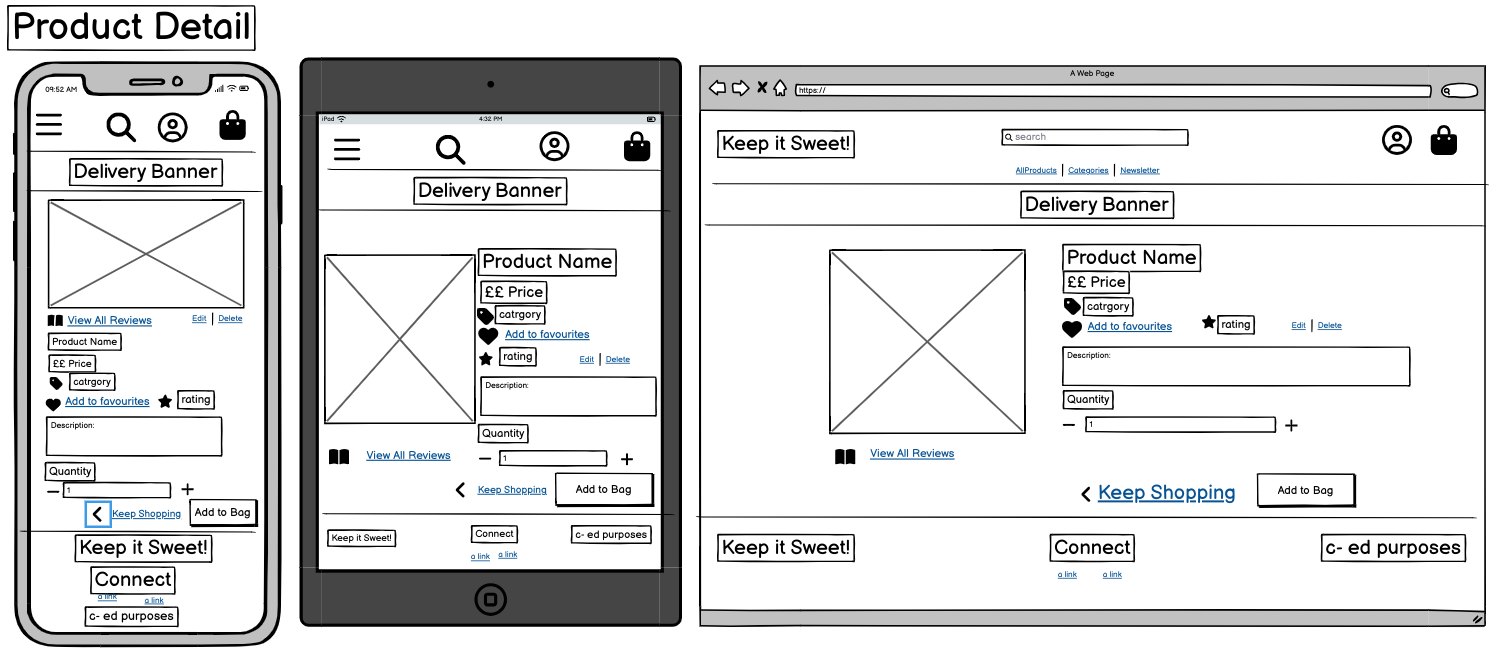 Product Detail
09:52 AM
Delivery Banner
View All Reviews
Edit | Delete
Product Name
££ Price
catrgory
Add to favourites
rating
Description:
Quantity
1
Keep Shopping
Add to Bag
Keep it Sweet!
Connect
a link a link
c- ed purposes
iPad
4:32 PM
Delivery Banner
Product Name
££ Price
catrgory
Add to favourites
rating
Edit | Delete
Description:
Quantity
View All Reviews
1
Keep Shopping
Add to Bag
Keep it Sweet!
Connect
c- ed purposes
a link a link
A Web Page
https://
Keep it Sweet!
search
AllProducts | Categories | Newsletter
Delivery Banner
Product Name
££ Price
catrgory
Add to favourites
rating
Edit | Delete
Description:
Quantity
1
View All Reviews
Keep Shopping
Add to Bag
Keep it Sweet!
Connect
c- ed purposes
a link a link